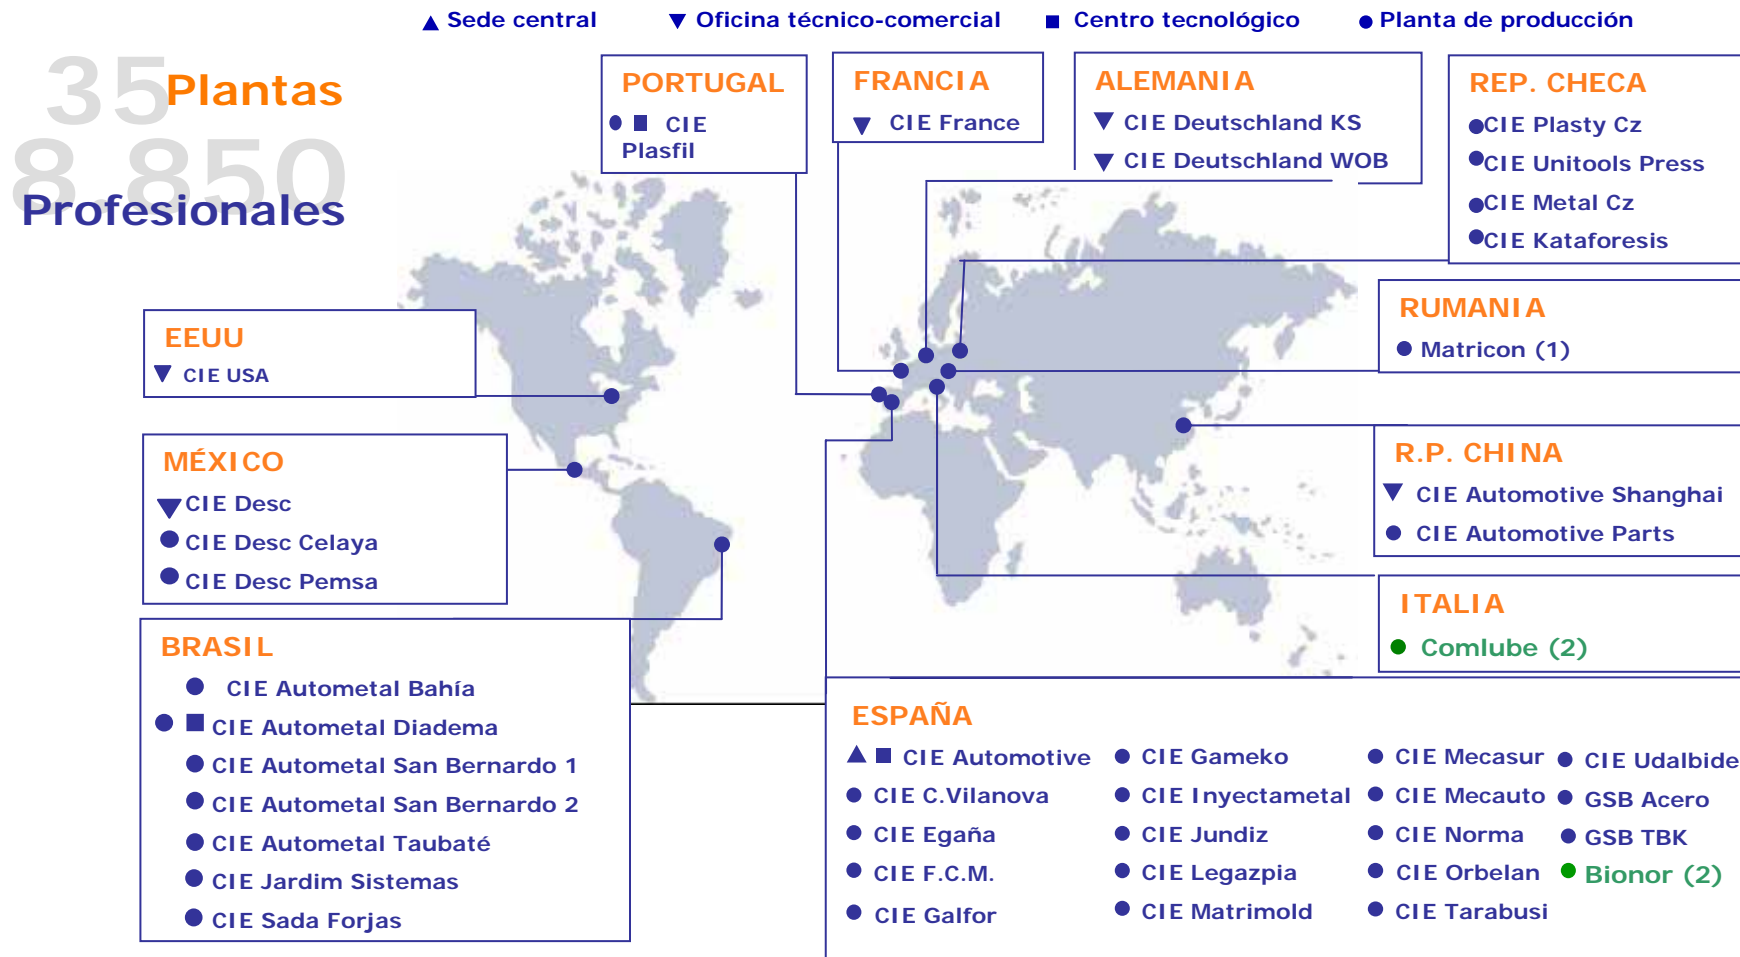 Sede central
Oficina técnico-comercial
Centro tecnológico
Planta de producción
35 Plantas
8.850
Profesionales
PORTUGAL
CIE
Plasfil
FRANCIA
CIE France
ALEMANIA
CIE Deutschland KS
CIE Deutschland WOB
REP. CHECA
CIE Plasty Cz
CIE Unitools Press
CIE Metal Cz
CIE Kataforesis
EEUU
CIE USA
RUMANIA
Matricon (1)
MÉXICO
CIE Desc
CIE Desc Celaya
CIE Desc Pemsa
R.P. CHINA
CIE Automotive Shanghai
CIE Automotive Parts
ITALIA
Comlube (2)
BRASIL
CIE Autometal Bahía
CIE Autometal Diadema
CIE Autometal San Bernardo 1
CIE Autometal San Bernardo 2
CIE Autometal Taubaté
CIE Jardim Sistemas
CIE Sada Forjas
ESPAÑA
CIE Automotive
CIE C.Vilanova
CIE Egaña
CIE F.C.M.
CIE Galfor
CIE Gameko
CIE Inyectametal
CIE Jundiz
CIE Legazpia
CIE Matrimold
CIE Mecasur
CIE Mecauto
CIE Norma
CIE Orbelan
CIE Tarabusi
CIE Udalbide
GSB Acero
GSB TBK
Bionor (2)